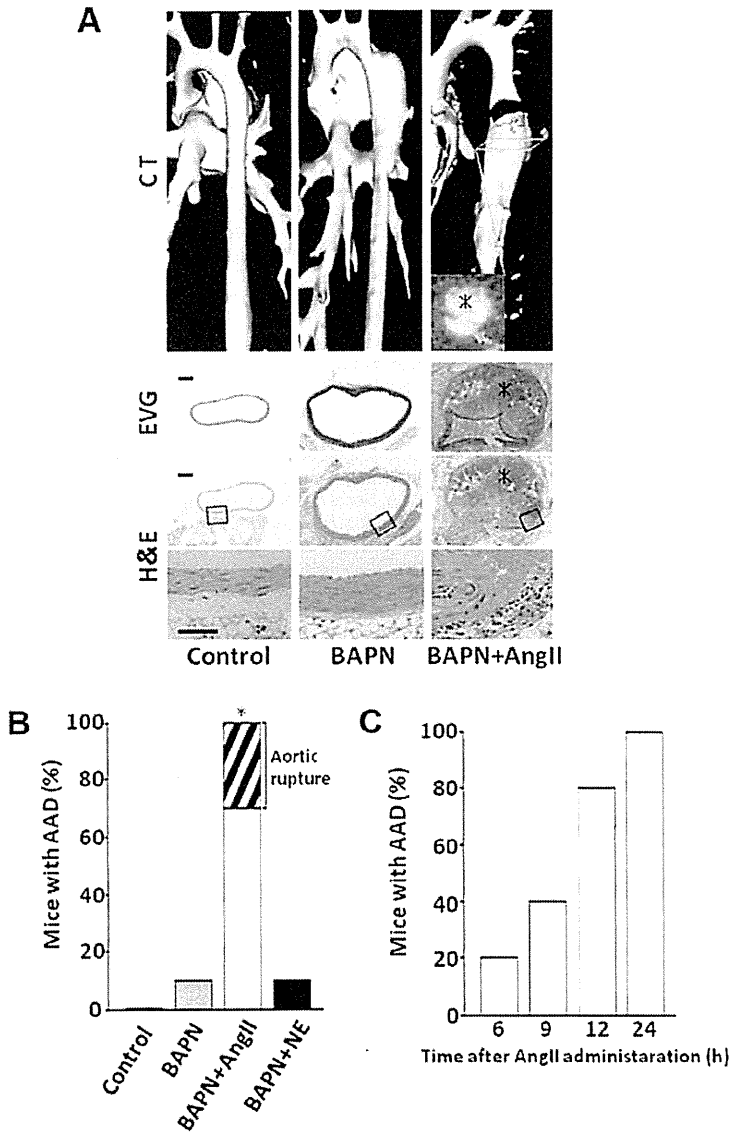 A
CT
EVG
H&E
Control
BAPN
BAPN+AngII
B
Mice with AAD (%)
100
80
60
40
20
0
*
Aortic
rupture
Control
BAPN
BAPN+AngII
BAPN+NE
C
Mice with AAD (%)
100
80
60
40
20
0
6
9
12
24
Time after AngII administaration (h)